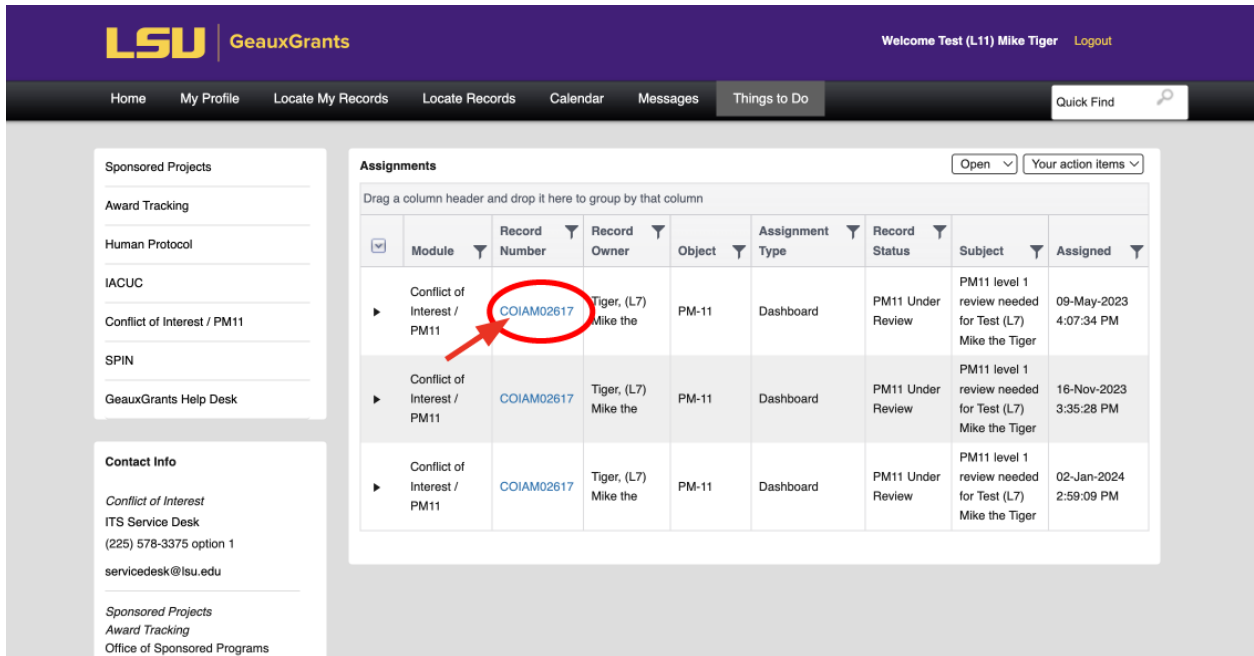 LSU GeauxGrants
Welcome Test (L11) Mike Tiger Logout
Home My Profile Locate My Records Locate Records Calendar Messages Things to Do
Quick Find
Sponsored Projects
Award Tracking
Human Protocol
IACUC
Conflict of Interest / PM11
SPIN
GeauxGrants Help Desk
Contact Info
Conflict of Interest
ITS Service Desk
(225) 578-3375 option 1
servicedesk@lsu.edu
Sponsored Projects
Award Tracking
Office of Sponsored Programs
Assignments
Open Your action items
Drag a column header and drop it here to group by that column
Module
Record
Number
Record
Owner
Object
Assignment
Type
Record
Status
Subject
Assigned
Conflict of
Interest /
PM11
COIAM02617
Tiger, (L7)
Mike the
PM-11
Dashboard
PM11 Under
Review
PM11 level 1
review needed
for Test (L7)
Mike the Tiger
09-May-2023
4:07:34 PM
Conflict of
Interest /
PM11
COIAM02617
Tiger, (L7)
Mike the
PM-11
Dashboard
PM11 Under
Review
PM11 level 1
review needed
for Test (L7)
Mike the Tiger
16-Nov-2023
3:35:28 PM
Conflict of
Interest /
PM11
COIAM02617
Tiger, (L7)
Mike the
PM-11
Dashboard
PM11 Under
Review
PM11 level 1
review needed
for Test (L7)
Mike the Tiger
02-Jan-2024
2:59:09 PM